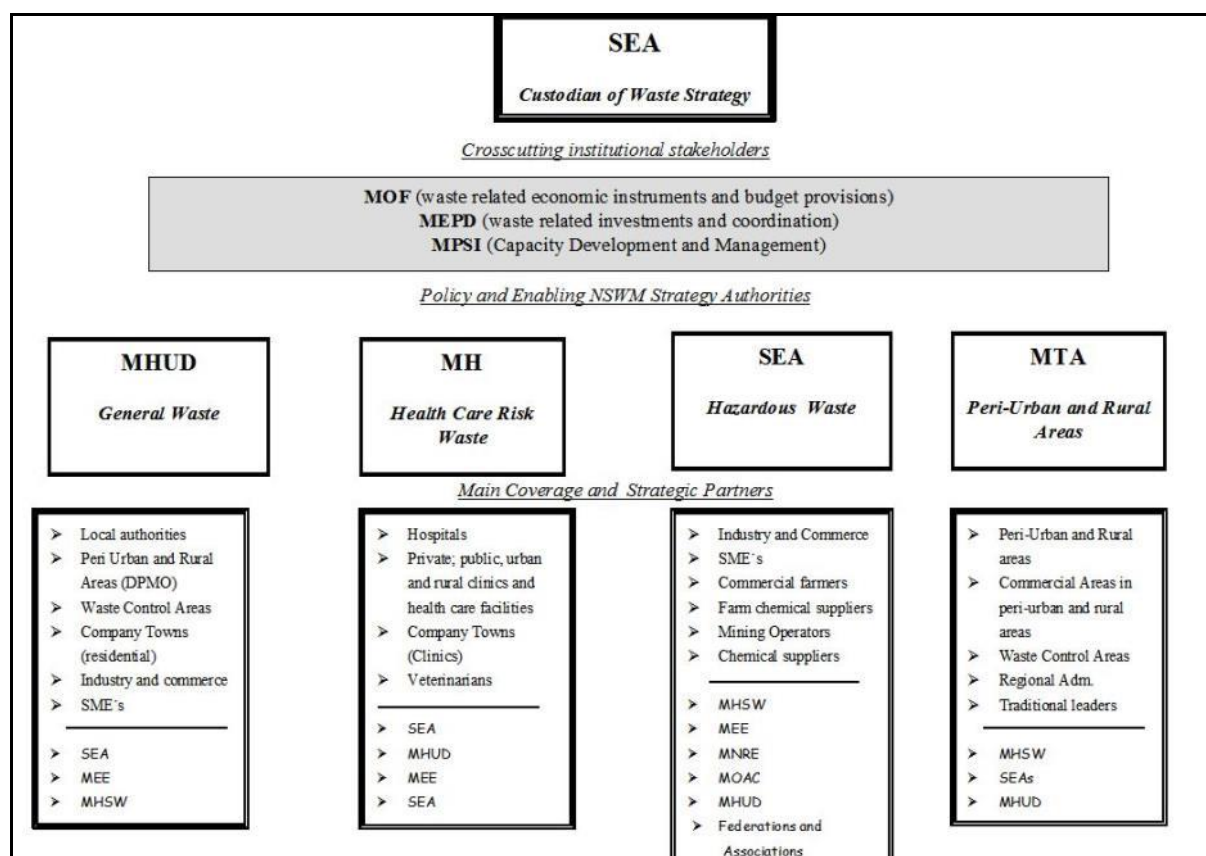 SEA
Custodian of Waste Strategy
Crosscutting institutional stakeholders
MOF (waste related economic instruments and budget provisions)
MEPD (waste related investments and coordination)
MPSI (Capacity Development and Management)
Policy and Enabling NSWM Strategy Authorities
MHUD
General Waste
MH
Health Care Risk
Waste
SEA
Hazardous Waste
MTA
Peri-Urban and Rural
Areas
Main Coverage and Strategic Partners
➢ Local authorities
➢ Peri Urban and Rural
Areas (DPMO)
➢ Waste Control Areas
➢ Company Towns
(residential)
➢ Industry and commerce
➢ SME´s
➢ SEA
➢ MEE
➢ MHSW
➢ Hospitals
➢ Private; public, urban
and rural clinics and
health care facilities
➢ Company Towns
(Clinics)
➢ Veterinarians
➢ SEA
➢ MHUD
➢ MEE
➢ SEA
➢ Industry and Commerce
➢ SME´s
➢ Commercial farmers
➢ Farm chemical suppliers
➢ Mining Operators
➢ Chemical suppliers
➢ MHSW
➢ MEE
➢ MNRE
➢ MOAC
➢ MHUD
➢ Federations and
Associations
➢ Peri-Urban and Rural
areas
➢ Commercial Areas in
peri-urban and rural
areas
➢ Waste Control Areas
➢ Regional Adm.
➢ Traditional leaders
➢ MHSW
➢ SEAs
➢ MHUD